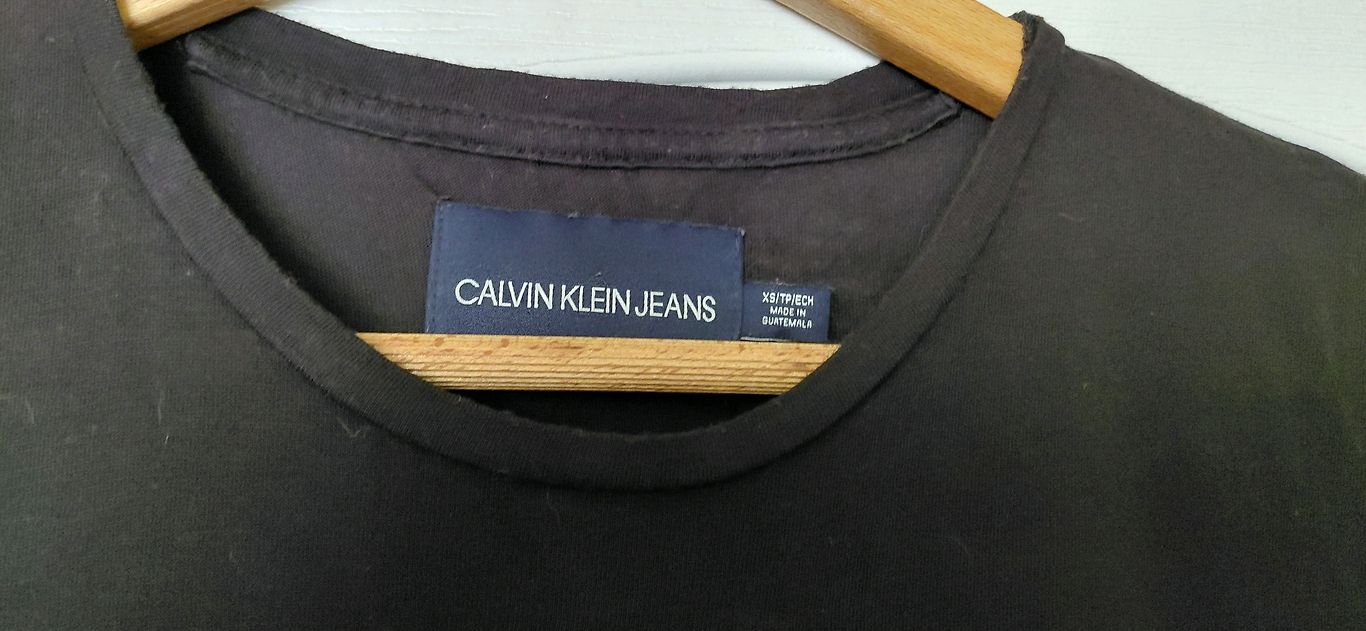 CALVIN KLEIN JEANS
XS/TP/ECH
MADE IN
GUATEMALA